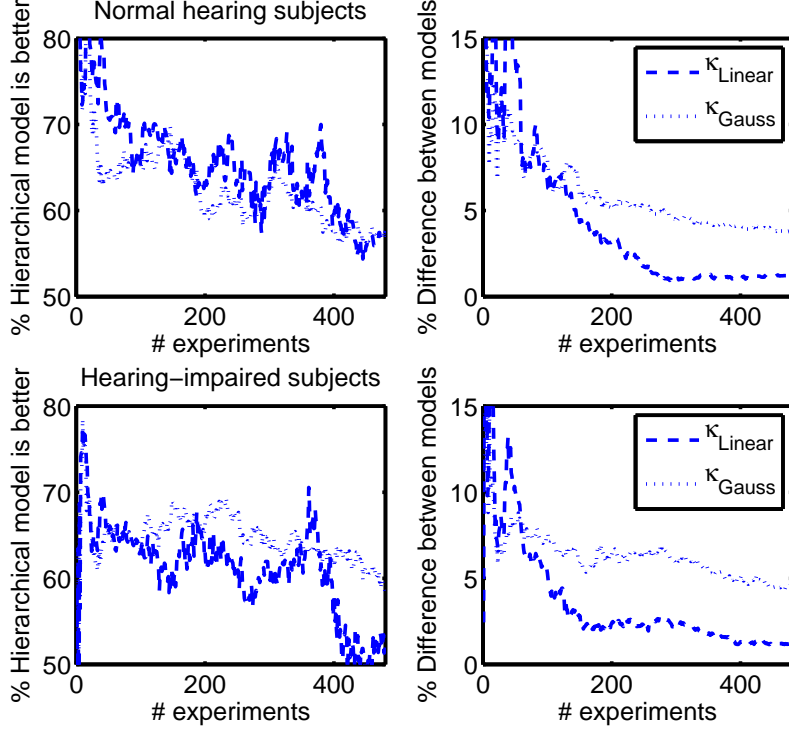 Normal hearing subjects
% Hierarchical model is better
80
70
60
50
0
200
400
# experiments
% Difference between models
15
10
5
0
0
200
400
# experiments
κLinear
κGauss
Hearing−impaired subjects
% Hierarchical model is better
80
70
60
50
0
200
400
# experiments
% Difference between models
15
10
5
0
0
200
400
# experiments
κLinear
κGauss